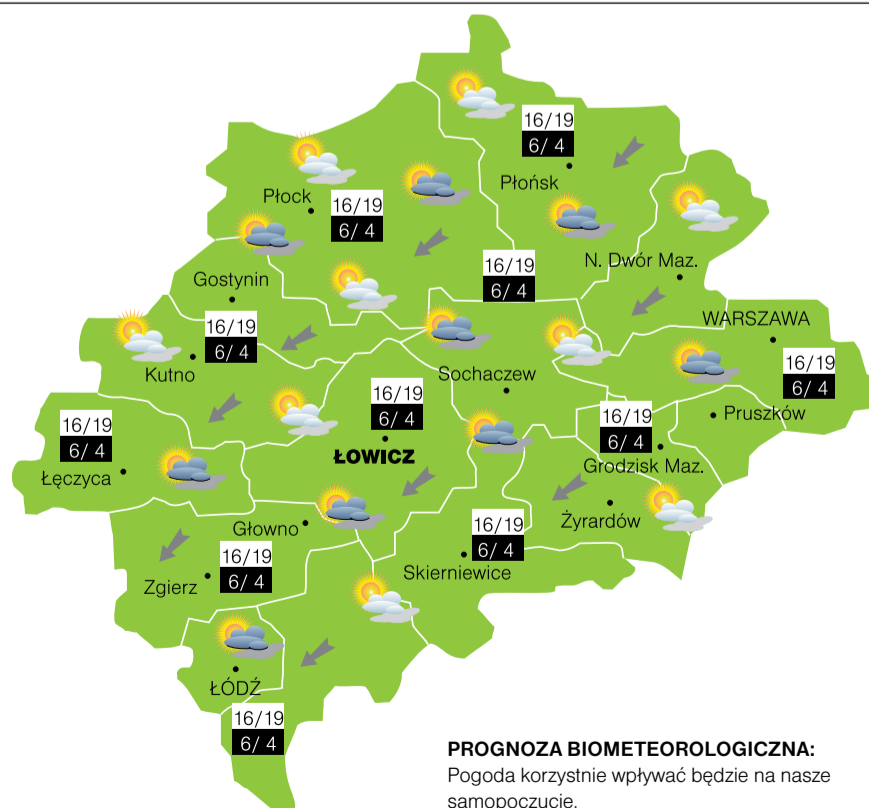 16/19
6/ 4
Płońsk
Płock
16/19
6/ 4
N. Dwór Maz.
16/19
6/ 4
Gostynin
WARSZAWA
16/19
6/ 4
Kutno
16/19
6/ 4
Sochaczew
16/19
6/ 4
ŁOWICZ
Pruszków
16/19
6/ 4
Grodzisk Maz.
16/19
6/ 4
Łęczyca
Żyrardów
Głowno
16/19
6/ 4
Skierniewice
16/19
6/ 4
Zgierz
ŁÓDŹ
16/19
6/ 4
PROGNOZA BIOMETEOROLOGICZNA:
Pogoda korzystnie wpływać będzie na nasze
samopoczucie.